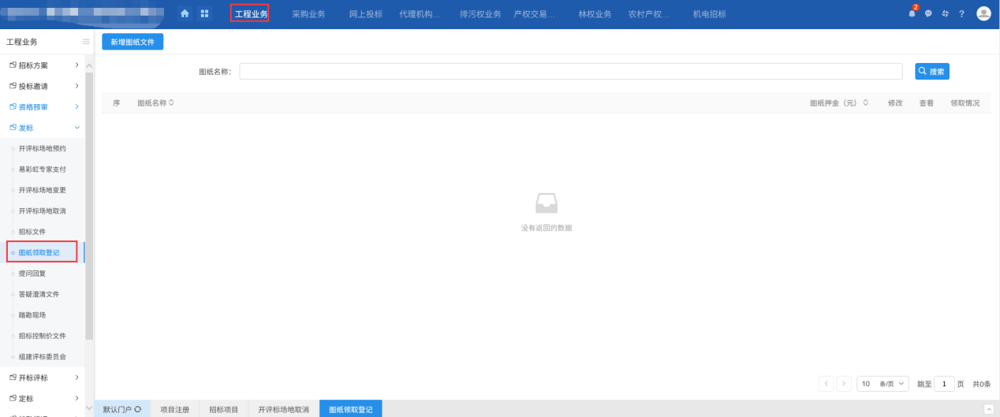 工程业务 采购业务 网上投标 代理机构... 排污权业务 产权交易... 林权业务 农村产权... 机电招标 2 ?
工程业务
新增图纸文件
招标方案
投标邀请
资格预审
发标
开评标场地预约
易彩虹专家支付
开评标场地变更
开评标场地取消
招标文件
图纸领取登记
提问回复
答疑澄清文件
踏勘现场
招标控制价文件
组建评标委员会
开标评标
定标
图纸名称： 搜索
序 图纸名称 图纸押金（元） 修改 查看 领取情况
没有返回的数据
10 条/页 跳至 1 页 共0条
默认门户 项目注册 招标项目 开评标场地取消 图纸领取登记